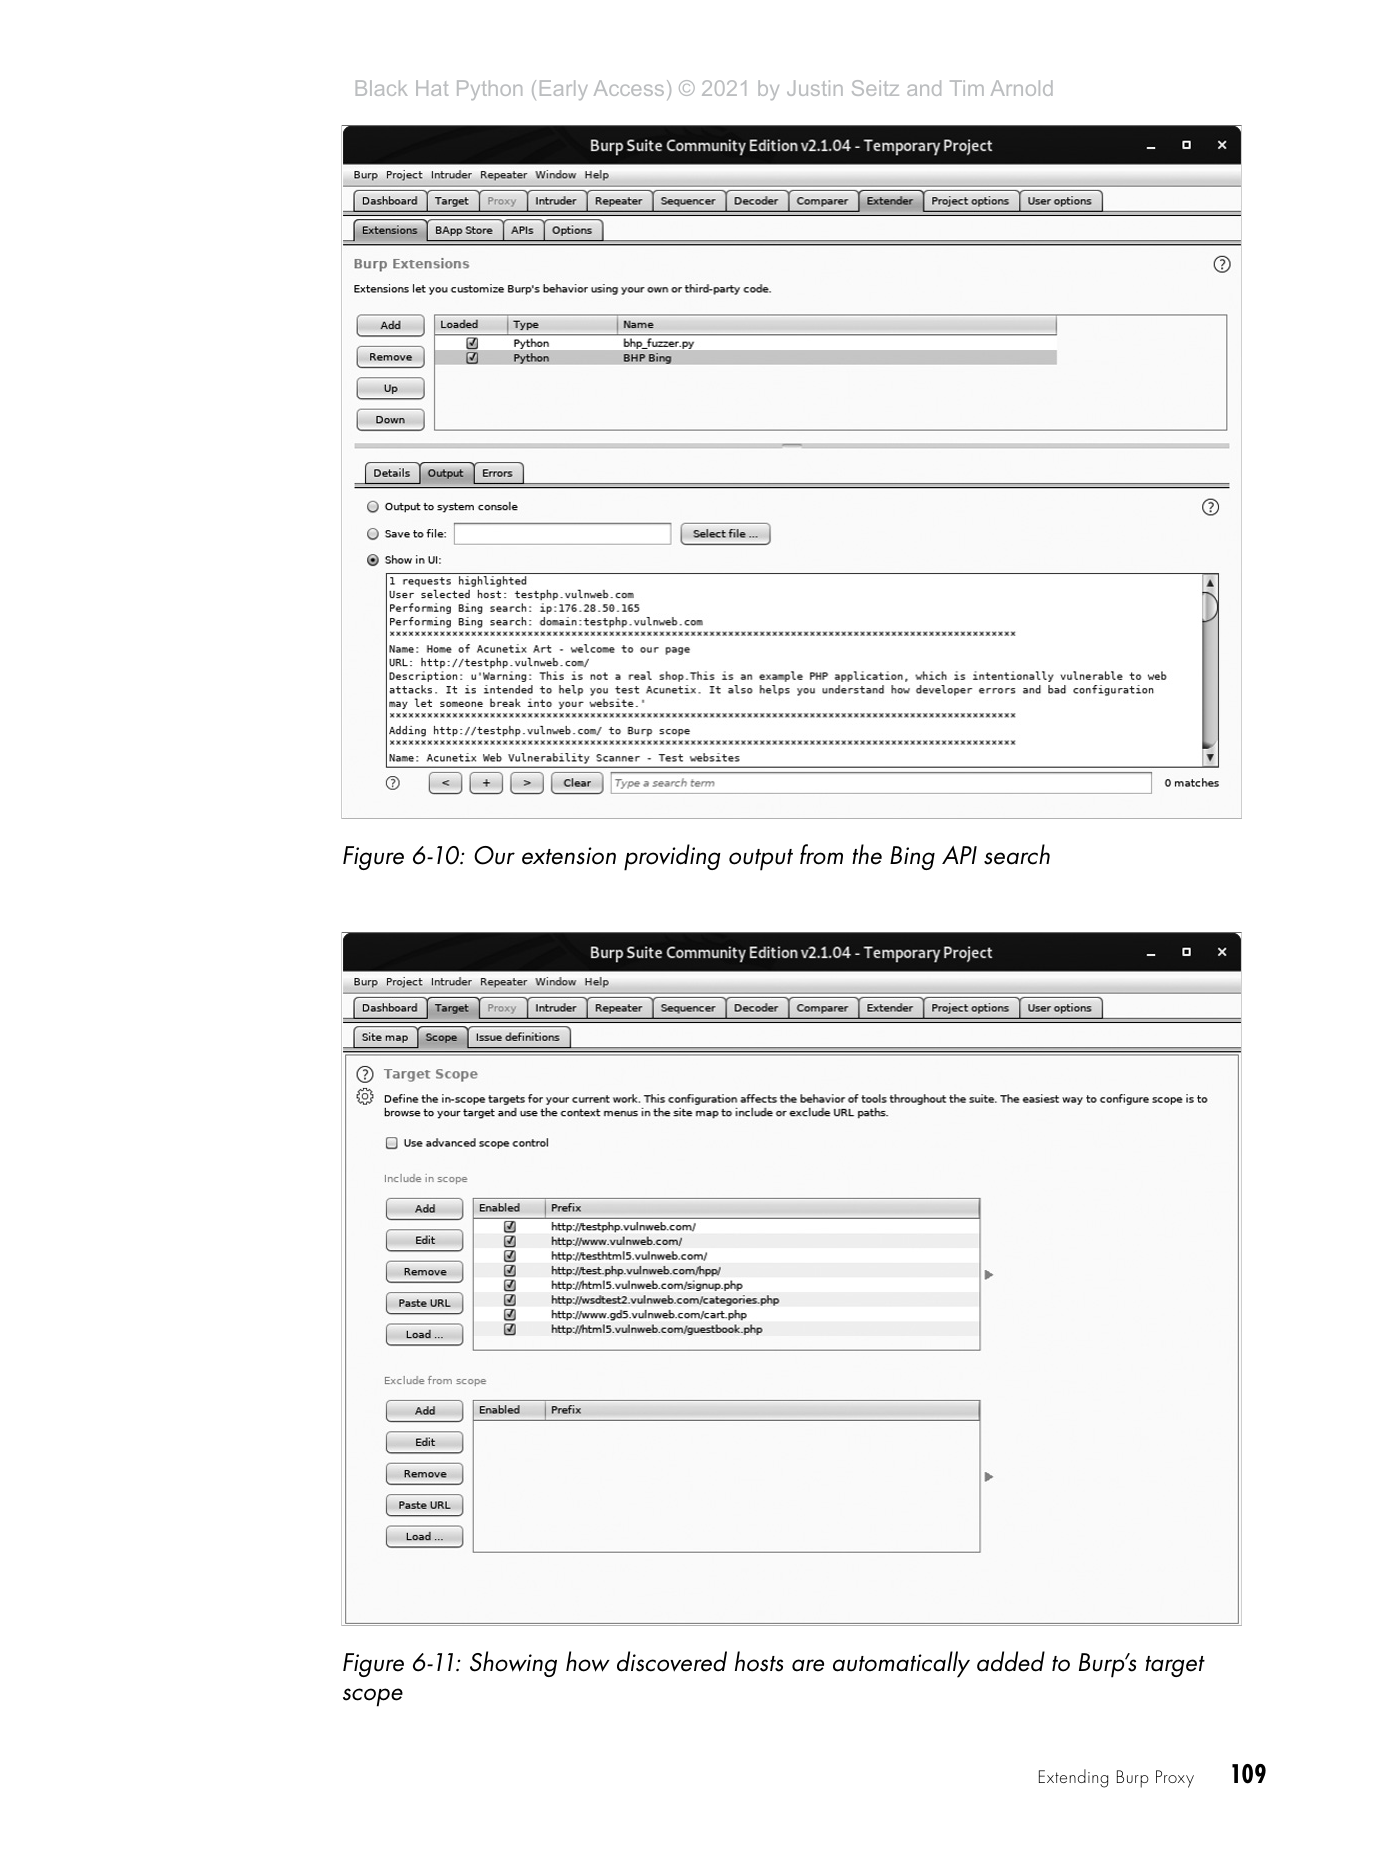 Black Hat Python (Early Access) © 2021 by Justin Seitz and Tim Arnold
Burp Suite Community Edition v2.1.04 - Temporary Project
Burp Project Intruder Repeater Window Help
Dashboard Target Proxy Intruder Repeater Sequencer Decoder Comparer Extender Project options User options
Extensions BApp Store APIs Options
Burp Extensions
Extensions let you customize Burp's behavior using your own or third-party code.
Add Loaded Type Name
Python bhp_fuzzer.py
Remove Python BHP Bing
Up
Down
Details Output Errors
Output to system console
Save to file: Select file ...
Show in UI:
1 requests highlighted
User selected host: testphp.vulnweb.com
Performing Bing search: ip:176.28.50.165
Performing Bing search: domain:testphp.vulnweb.com
****************************************************************************************************
Name: Home of Acunetix Art - welcome to our page
URL: http://testphp.vulnweb.com/
Description: u'Warning: This is not a real shop.This is an example PHP application, which is intentionally vulnerable to web
attacks. It is intended to help you test Acunetix. It also helps you understand how developer errors and bad configuration
may let someone break into your website.'
****************************************************************************************************
Adding http://testphp.vulnweb.com/ to Burp scope
****************************************************************************************************
Name: Acunetix Web Vulnerability Scanner - Test websites
? < + > Clear Type a search term 0 matches
Figure 6-10: Our extension providing output from the Bing API search
Burp Suite Community Edition v2.1.04 - Temporary Project
Burp Project Intruder Repeater Window Help
Dashboard Target Proxy Intruder Repeater Sequencer Decoder Comparer Extender Project options User options
Site map Scope Issue definitions
Target Scope
Define the in-scope targets for your current work. This configuration affects the behavior of tools throughout the suite. The easiest way to configure scope is to
browse to your target and use the context menus in the site map to include or exclude URL paths.
Use advanced scope control
Include in scope
Add Enabled Prefix
http://testphp.vulnweb.com/
Edit http://www.vulnweb.com/
http://testhtml5.vulnweb.com/
Remove http://test.php.vulnweb.com/hpp/
http://html5.vulnweb.com/signup.php
Paste URL http://wsdtest2.vulnweb.com/categories.php
http://www.gd5.vulnweb.com/cart.php
Load ... http://html5.vulnweb.com/guestbook.php
Exclude from scope
Add Enabled Prefix
Edit
Remove
Paste URL
Load ...
Figure 6-11: Showing how discovered hosts are automatically added to Burp’s target
scope
Extending Burp Proxy 109